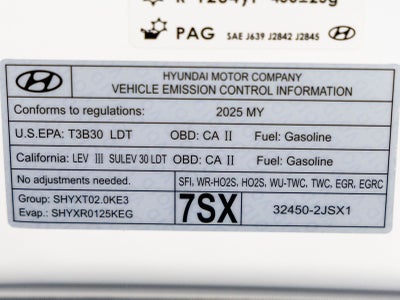 PAG SAE J639 J2842 J2845
HYUNDAI MOTOR COMPANY
VEHICLE EMISSION CONTROL INFORMATION
Conforms to regulations: 2025 MY
U.S.EPA: T3B30 LDT OBD: CA II Fuel: Gasoline
California: LEV III SULEV 30 LDT OBD: CA II Fuel: Gasoline
No adjustments needed. SFI, WR-HO2S, HO2S, WU-TWC, TWC, EGR, EGRC
Group: SHYXT02.0KE3
Evap.: SHYXR0125KEG
7SX 32450-2JSX1